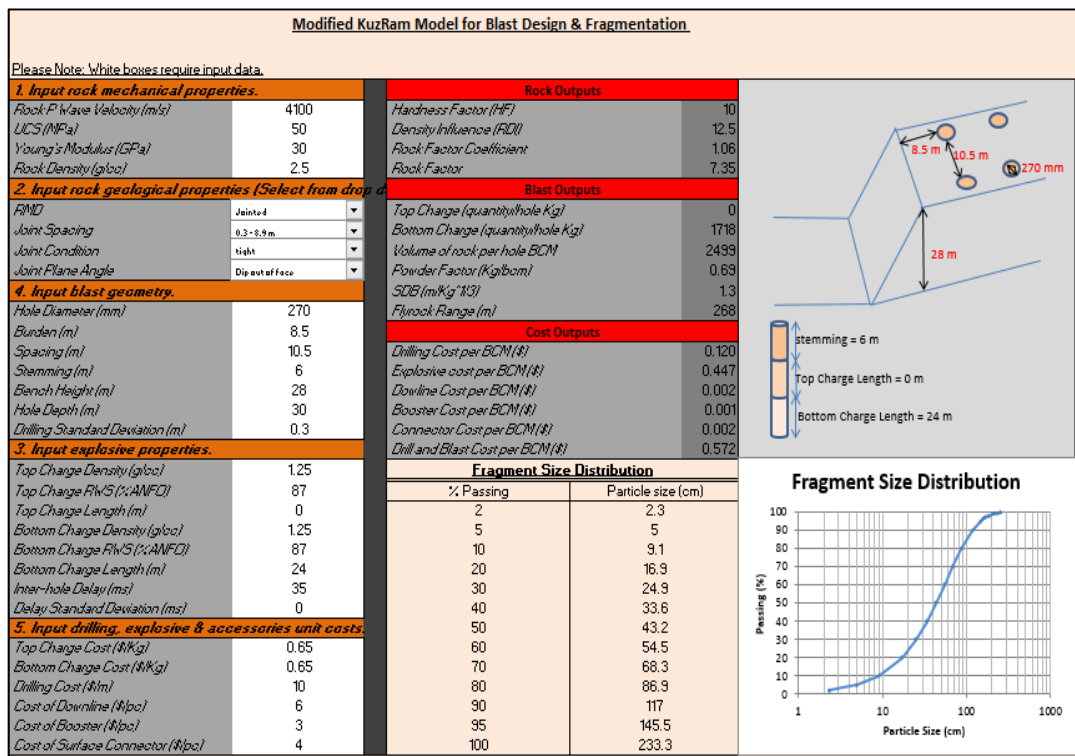 Modified KuzRam Model for Blast Design & Fragmentation
Please Note: White boxes require input data.
1. Input rock mechanical properties.
Rock P Wave Velocity (m/s) 4100
UCS (MPa) 50
Young's Modulus (GPa) 30
Rock Density (g/cc) 2.5
2. Input rock geological properties (Select from drop d
RMD Jointed
Joint Spacing 0.3 - 8.9 m
Joint Condition tight
Joint Plane Angle Dip out of face
4. Input blast geometry.
Hole Diameter (mm) 270
Burden (m) 8.5
Spacing (m) 10.5
Stemming (m) 6
Bench Height (m) 28
Hole Depth (m) 30
Drilling Standard Deviation (m) 0.3
3. Input explosive properties.
Top Charge Density (g/cc) 1.25
Top Charge RWS (%ANFO) 87
Top Charge Length (m) 0
Bottom Charge Density (g/cc) 1.25
Bottom Charge RWS (%ANFO) 87
Bottom Charge Length (m) 24
Inter-hole Delay (ms) 35
Delay Standard Deviation (ms) 0
5. Input drilling, explosive & accessories unit costs.
Top Charge Cost ($/Kg) 0.65
Bottom Charge Cost ($/Kg) 0.65
Drilling Cost ($/m) 10
Cost of Downline ($/pc) 6
Cost of Booster ($/pc) 3
Cost of Surface Connector ($/pc) 4
Rock Outputs
Hardness Factor (HF) 10
Density Influence (RDI) 12.5
Rock Factor Coefficient 1.06
Rock Factor 7.35
Blast Outputs
Top Charge (quantity/hole Kg) 0
Bottom Charge (quantity/hole Kg) 1718
Volume of rock per hole BCM 2499
Powder Factor (Kg/bcm) 0.69
SDB (m/Kg^1/3) 1.3
Flyrock Range (m) 268
Cost Outputs
Drilling Cost per BCM ($) 0.120
Explosive cost per BCM ($) 0.447
Dowline Cost per BCM ($) 0.002
Booster Cost per BCM ($) 0.001
Connector Cost per BCM ($) 0.002
Drill and Blast Cost per BCM ($) 0.572
Fragment Size Distribution
% Passing Particle size (cm)
2 2.3
5 5
10 9.1
20 16.9
30 24.9
40 33.6
50 43.2
60 54.5
70 68.3
80 86.9
90 117
95 145.5
100 233.3
8.5 m
10.5 m
270 mm
28 m
stemming = 6 m
Top Charge Length = 0 m
Bottom Charge Length = 24 m
Fragment Size Distribution
Passing (%)
100
90
80
70
60
50
40
30
20
10
0
1 10 100 1000
Particle Size (cm)